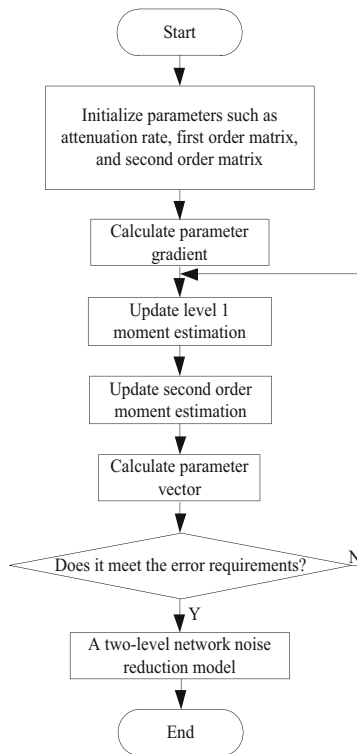 Start
Initialize parameters such as
attenuation rate, first order matrix,
and second order matrix
Calculate parameter
gradient
Update level 1
moment estimation
Update second order
moment estimation
Calculate parameter
vector
Does it meet the error requirements?
N
Y
A two-level network noise
reduction model
End